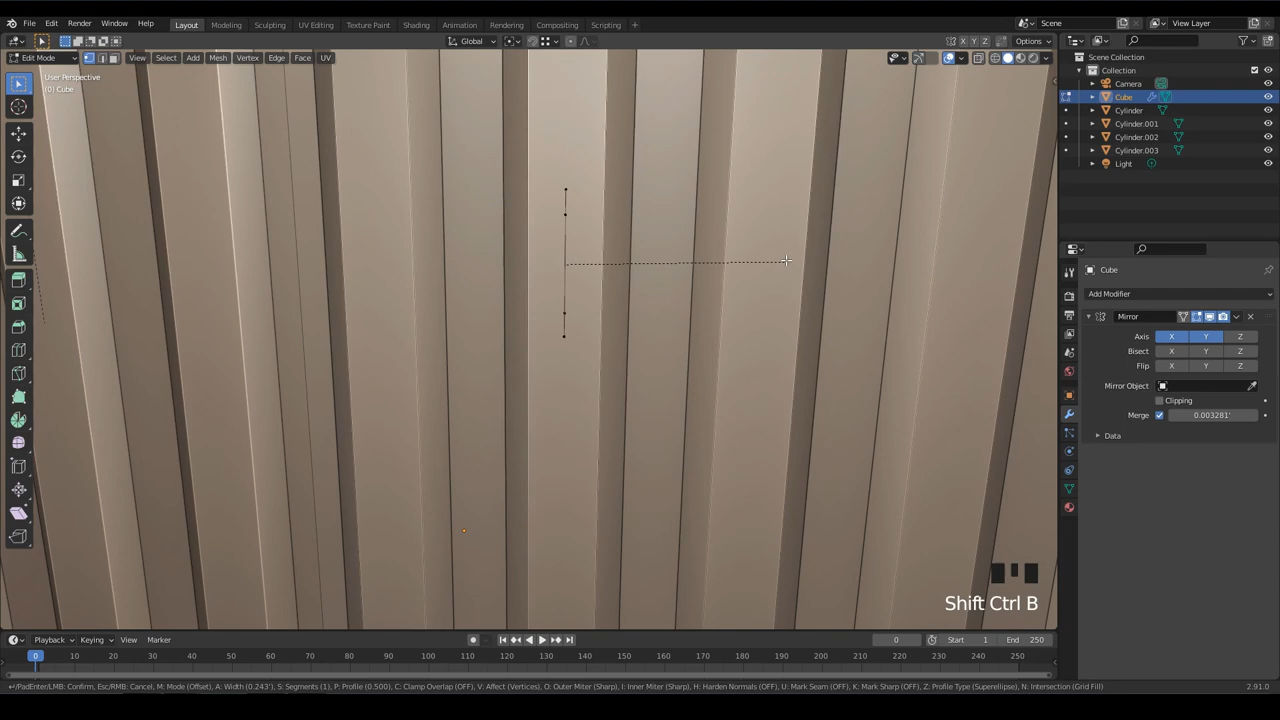 File Edit Render Window Help Layout Modeling Sculpting UV Editing Texture Paint Shading Animation Rendering Compositing Scripting + Scene View Layer
Global Options X Y Z
Edit Mode View Select Add Mesh Vertex Edge Face UV
User Perspective
(0) Cube
Scene Collection
Collection
Camera
Cube
Cylinder
Cylinder.001
Cylinder.002
Cylinder.003
Light
Cube
Add Modifier
Mirror
Axis X Y Z
Bisect X Y Z
Flip X Y Z
Mirror Object
Clipping
Merge 0.003281'
Data
Shift Ctrl B
Playback Keying View Marker 0 Start 1 End 250
0 10 20 30 40 50 60 70 80 90 100 110 120 130 140 150 160 170 180 190 200 210 220 230 240 250
↵/PadEnter/LMB: Confirm, Esc/RMB: Cancel, M: Mode (Offset), A: Width (0.243'), S: Segments (1), P: Profile (0.500), C: Clamp Overlap (OFF), V: Affect (Vertices), O: Outer Miter (Sharp), I: Inner Miter (Sharp), H: Harden Normals (OFF), U: Mark Seam (OFF), K: Mark Sharp (OFF), Z: Profile Type (Superellipse), N: Intersection (Grid Fill) 2.91.0